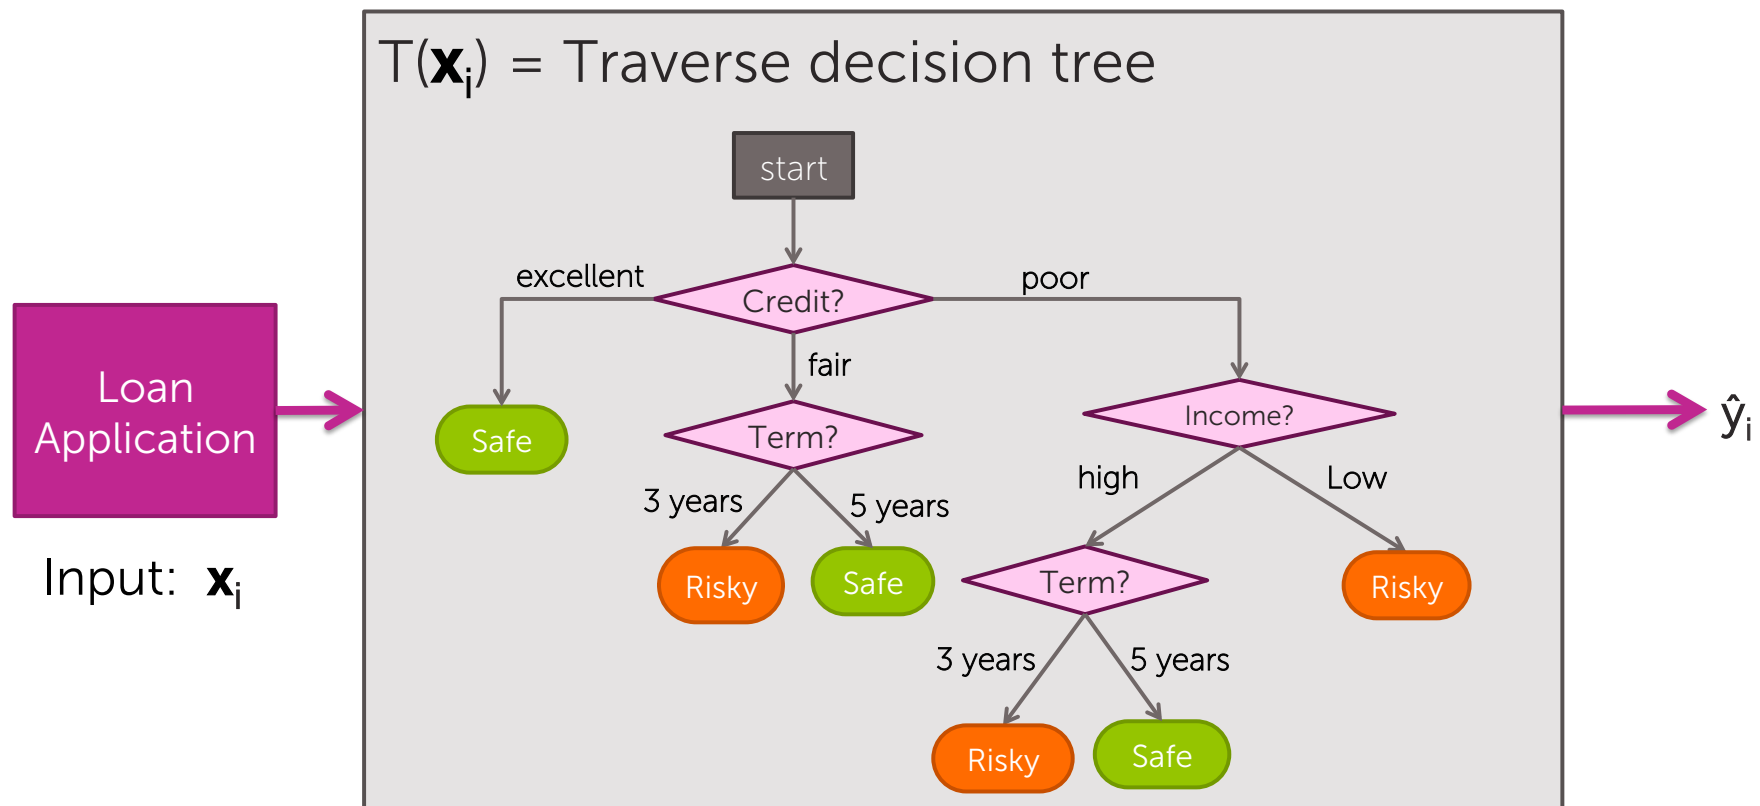 T(xᵢ) = Traverse decision tree
start
excellent
poor
Credit?
fair
Loan
Application
Income?
ŷᵢ
Safe
Term?
high
Low
3 years
5 years
Input: xᵢ
Risky
Safe
Term?
Risky
3 years
5 years
Risky
Safe